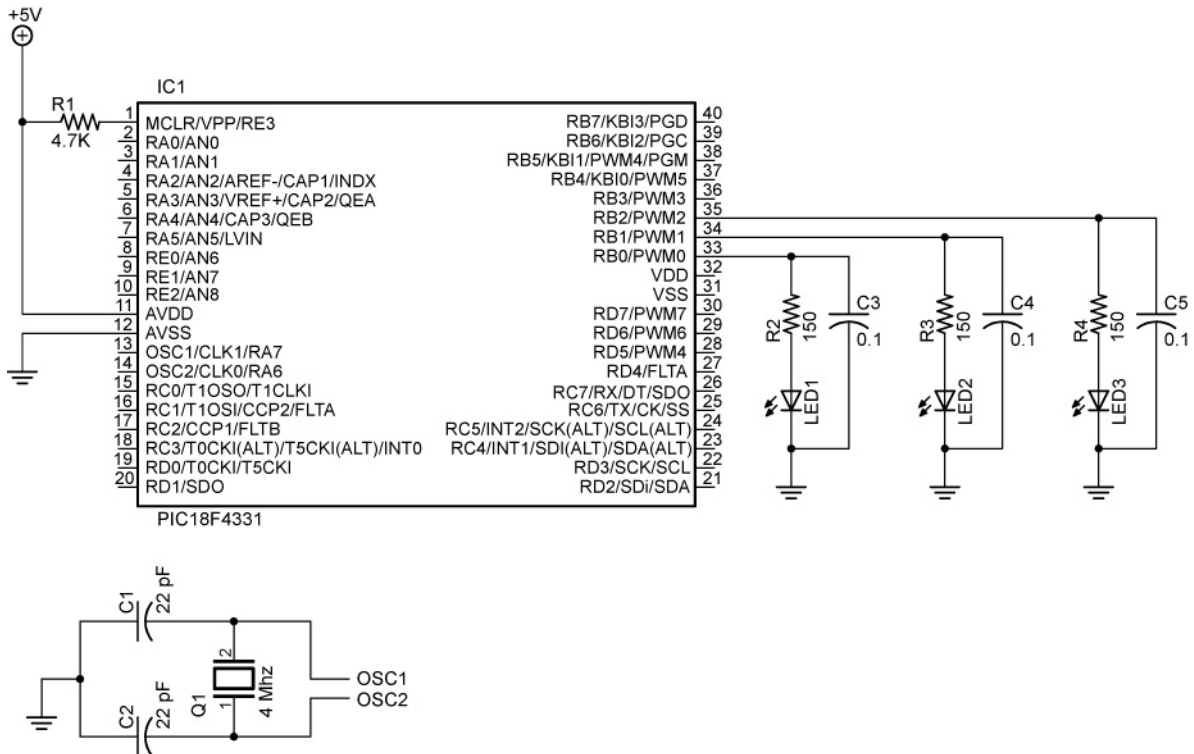 +5V
IC1
R1
4.7K
1
2
3
4
5
6
7
8
9
10
11
12
13
14
15
16
17
18
19
20
MCLR/VPP/RE3
RA0/AN0
RA1/AN1
RA2/AN2/AREF-/CAP1/INDX
RA3/AN3/VREF+/CAP2/QEA
RA4/AN4/CAP3/QEB
RA5/AN5/LVIN
RE0/AN6
RE1/AN7
RE2/AN8
AVDD
AVSS
OSC1/CLK1/RA7
OSC2/CLK0/RA6
RC0/T1OSO/T1CLKI
RC1/T1OSI/CCP2/FLTA
RC2/CCP1/FLTB
RC3/T0CKI(ALT)/T5CKI(ALT)/INT0
RD0/T0CKI/T5CKI
RD1/SDO
RB7/KBI3/PGD
RB6/KBI2/PGC
RB5/KBI1/PWM4/PGM
RB4/KBI0/PWM5
RB3/PWM3
RB2/PWM2
RB1/PWM1
RB0/PWM0
VDD
VSS
RD7/PWM7
RD6/PWM6
RD5/PWM4
RD4/FLTA
RC7/RX/DT/SDO
RC6/TX/CK/SS
RC5/INT2/SCK(ALT)/SCL(ALT)
RC4/INT1/SDI(ALT)/SDA(ALT)
RD3/SCK/SCL
RD2/SDi/SDA
40
39
38
37
36
35
34
33
32
31
30
29
28
27
26
25
24
23
22
21
PIC18F4331
R2
150
C3
0.1
LED1
R3
150
C4
0.1
LED2
R4
150
C5
0.1
LED3
C1
22 pF
C2
22 pF
2
1
Q1
4 Mhz
OSC1
OSC2